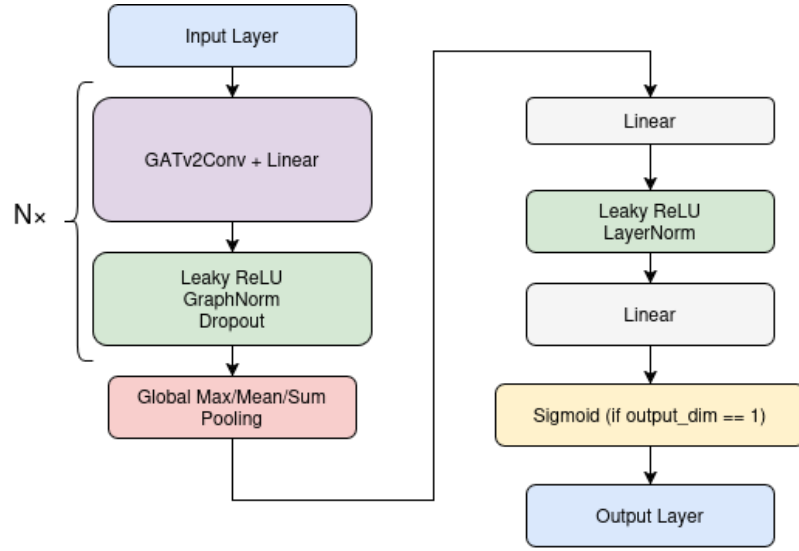 Input Layer
N×
GATv2Conv + Linear
Leaky ReLU
GraphNorm
Dropout
Global Max/Mean/Sum
Pooling
Linear
Leaky ReLU
LayerNorm
Linear
Sigmoid (if output_dim == 1)
Output Layer